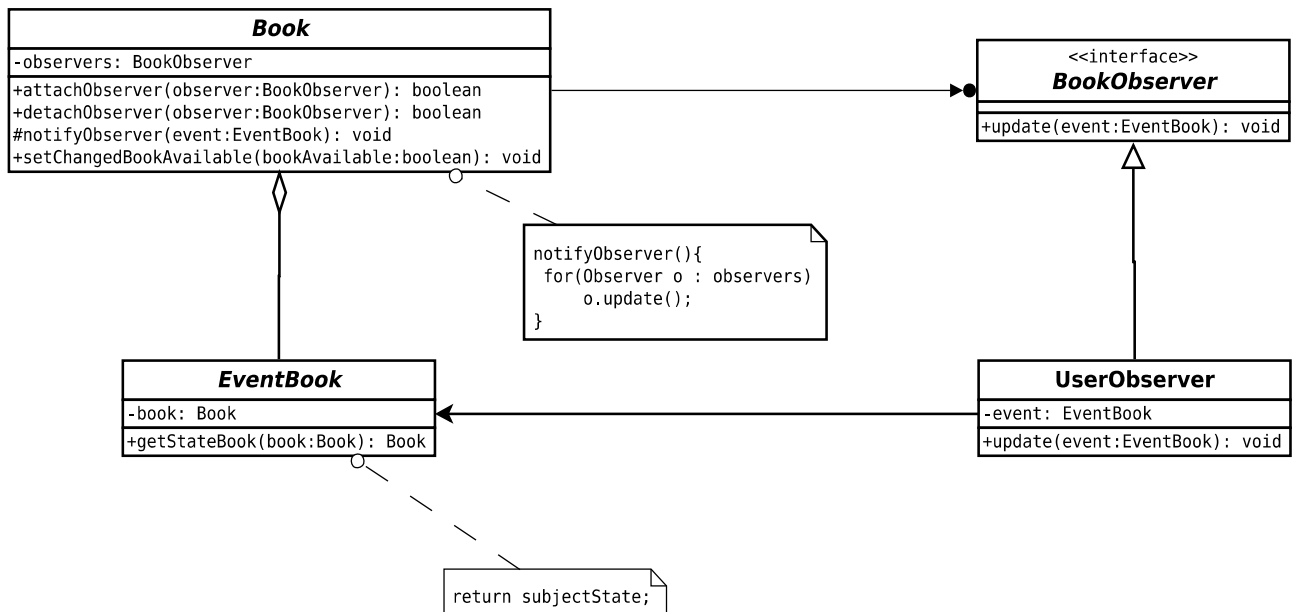 Book
-observers: BookObserver
+attachObserver(observer:BookObserver): boolean
+detachObserver(observer:BookObserver): boolean
#notifyObserver(event:EventBook): void
+setChangedBookAvailable(bookAvailable:boolean): void
<<interface>>
BookObserver
+update(event:EventBook): void
notifyObserver(){
for(Observer o : observers)
o.update();
}
EventBook
-book: Book
+getStateBook(book:Book): Book
UserObserver
-event: EventBook
+update(event:EventBook): void
return subjectState;